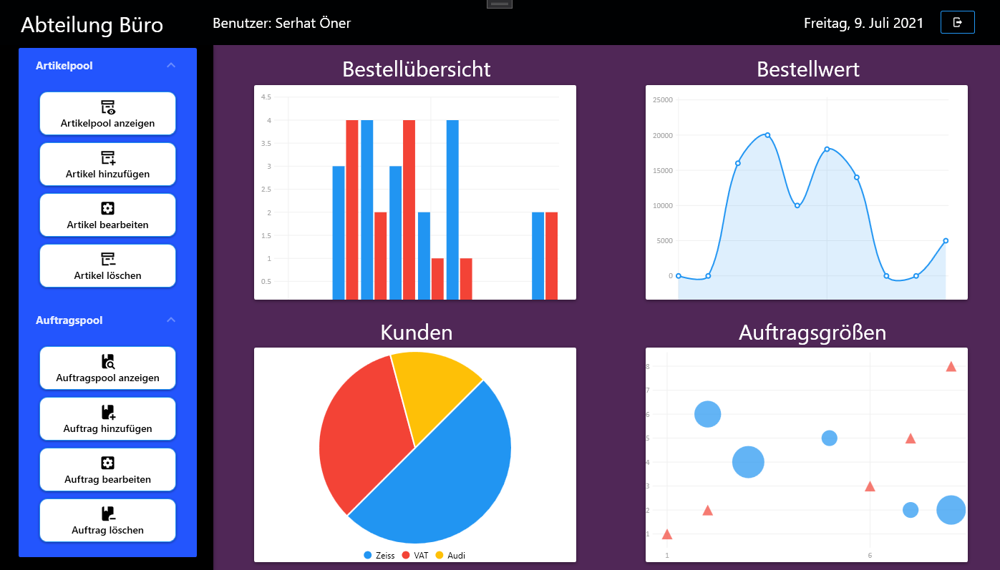 Abteilung Büro
Benutzer: Serhat Öner
Freitag, 9. Juli 2021
Artikelpool
Artikelpool anzeigen
Artikel hinzufügen
Artikel bearbeiten
Artikel löschen
Auftragspool
Auftragspool anzeigen
Auftrag hinzufügen
Auftrag bearbeiten
Auftrag löschen
Bestellübersicht
4.5
4
3.5
3
2.5
2
1.5
1
0.5
Bestellwert
25000
20000
15000
10000
5000
0
Kunden
Zeiss VAT Audi
Auftragsgrößen
8
7
6
5
4
3
2
1
1 6